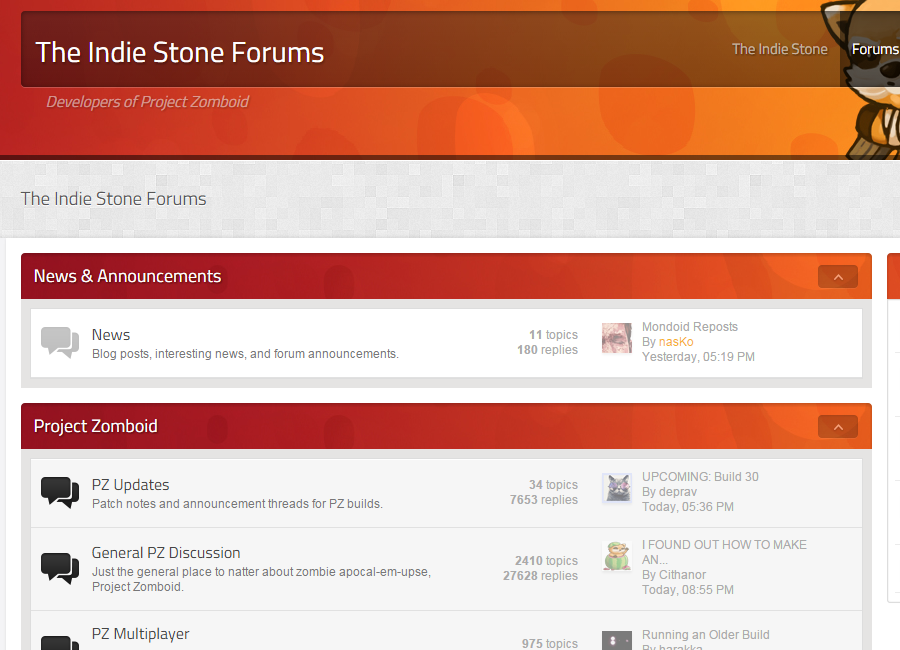 The Indie Stone Forums
The Indie Stone
Forums
Developers of Project Zomboid
The Indie Stone Forums
News & Announcements
News
Blog posts, interesting news, and forum announcements.
11 topics
180 replies
Mondoid Reposts
By nasKo
Yesterday, 05:19 PM
Project Zomboid
PZ Updates
Patch notes and announcement threads for PZ builds.
34 topics
7653 replies
UPCOMING: Build 30
By deprav
Today, 05:36 PM
General PZ Discussion
Just the general place to natter about zombie apocal-em-upse,
Project Zomboid.
2410 topics
27628 replies
I FOUND OUT HOW TO MAKE
AN...
By Cithanor
Today, 08:55 PM
PZ Multiplayer
975 topics
Running an Older Build
By barakka